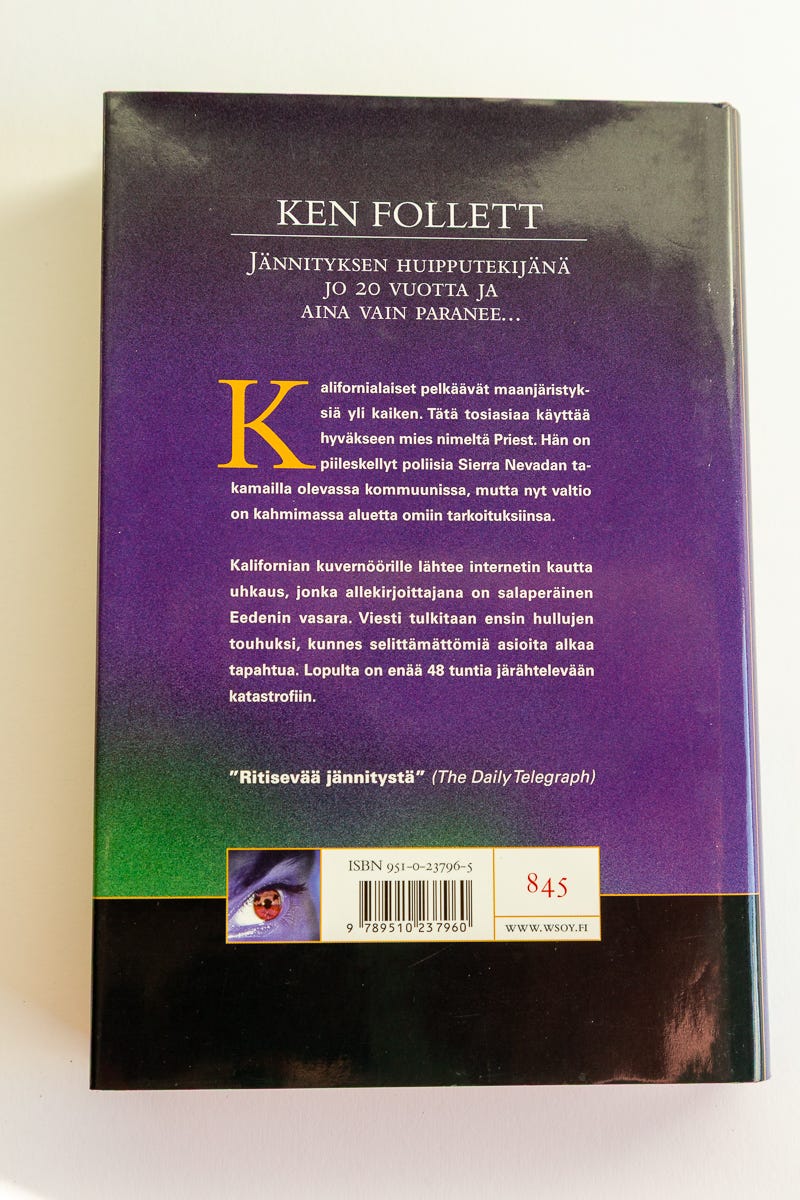 KEN FOLLETT
JÄNNITYKSEN HUIPPUTEKIJÄNÄ
JO 20 VUOTTA JA
AINA VAIN PARANEE...
Kalifornialaiset pelkäävät maanjäristyk-
siä yli kaiken. Tätä tosiasiaa käyttää
hyväkseen mies nimeltä Priest. Hän on
piileskellyt poliisia Sierra Nevadan ta-
kamailla olevassa kommuunissa, mutta nyt valtio
on kahmimassa aluetta omiin tarkoituksiinsa.
Kalifornian kuvernöörille lähtee internetin kautta
uhkaus, jonka allekirjoittajana on salaperäinen
Eedenin vasara. Viesti tulkitaan ensin hullujen
touhuksi, kunnes selittämättömiä asioita alkaa
tapahtua. Lopulta on enää 48 tuntia järähtelevään
katastrofiin.
"Ritisevää jännitystä" (The Daily Telegraph)
ISBN 951-0-23796-5
9 789510 237960
845
WWW.WSOY.FI